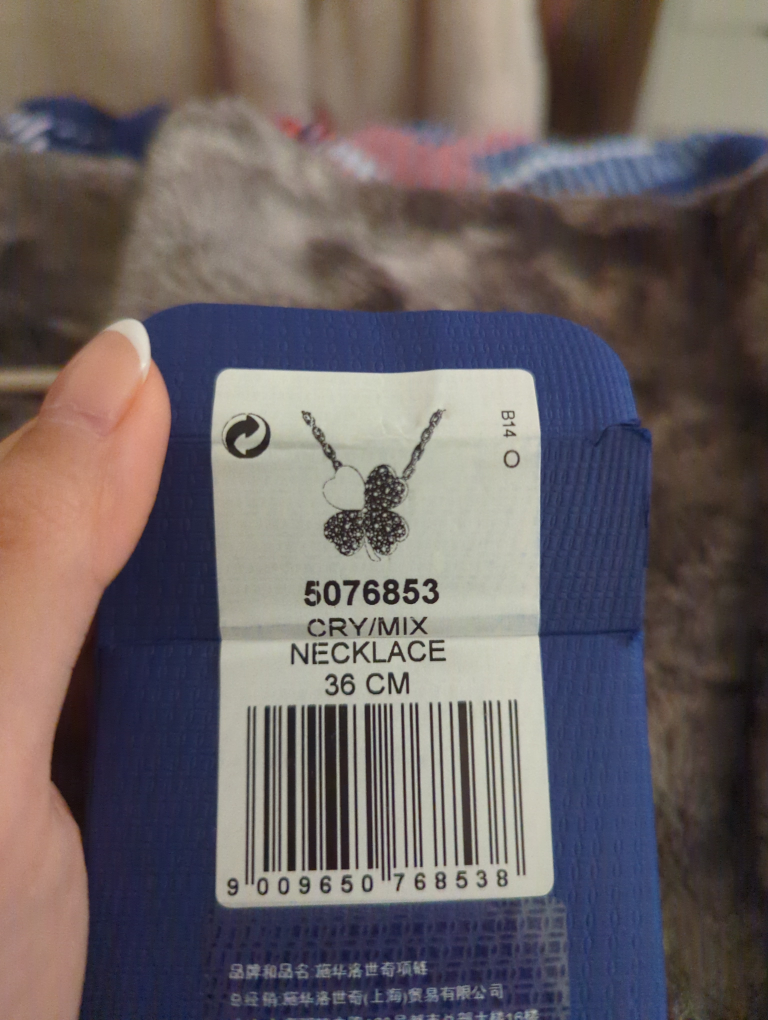 B14 O
5076853
CRY/MIX
NECKLACE
36 CM
9 009650 768538
品牌和品名:施华洛世奇项链
总经销:施华洛世奇(上海)贸易有限公司